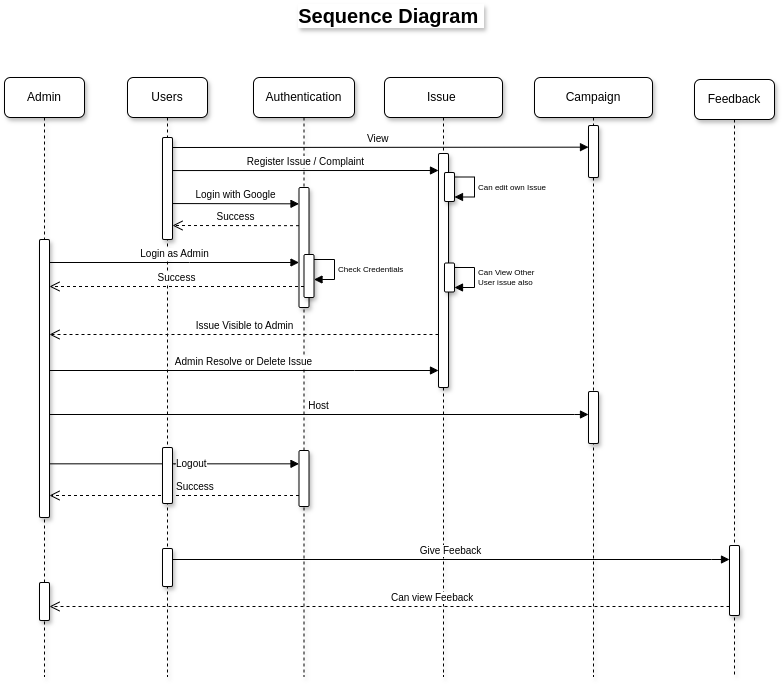 Sequence Diagram
Admin
Users
Authentication
Issue
Campaign
Feedback
View
Register Issue / Complaint
Can edit own Issue
Login with Google
Success
Login as Admin
Check Credentials
Success
Can View Other
User issue also
Issue Visible to Admin
Admin Resolve or Delete Issue
Host
Logout
Success
Give Feeback
Can view Feeback